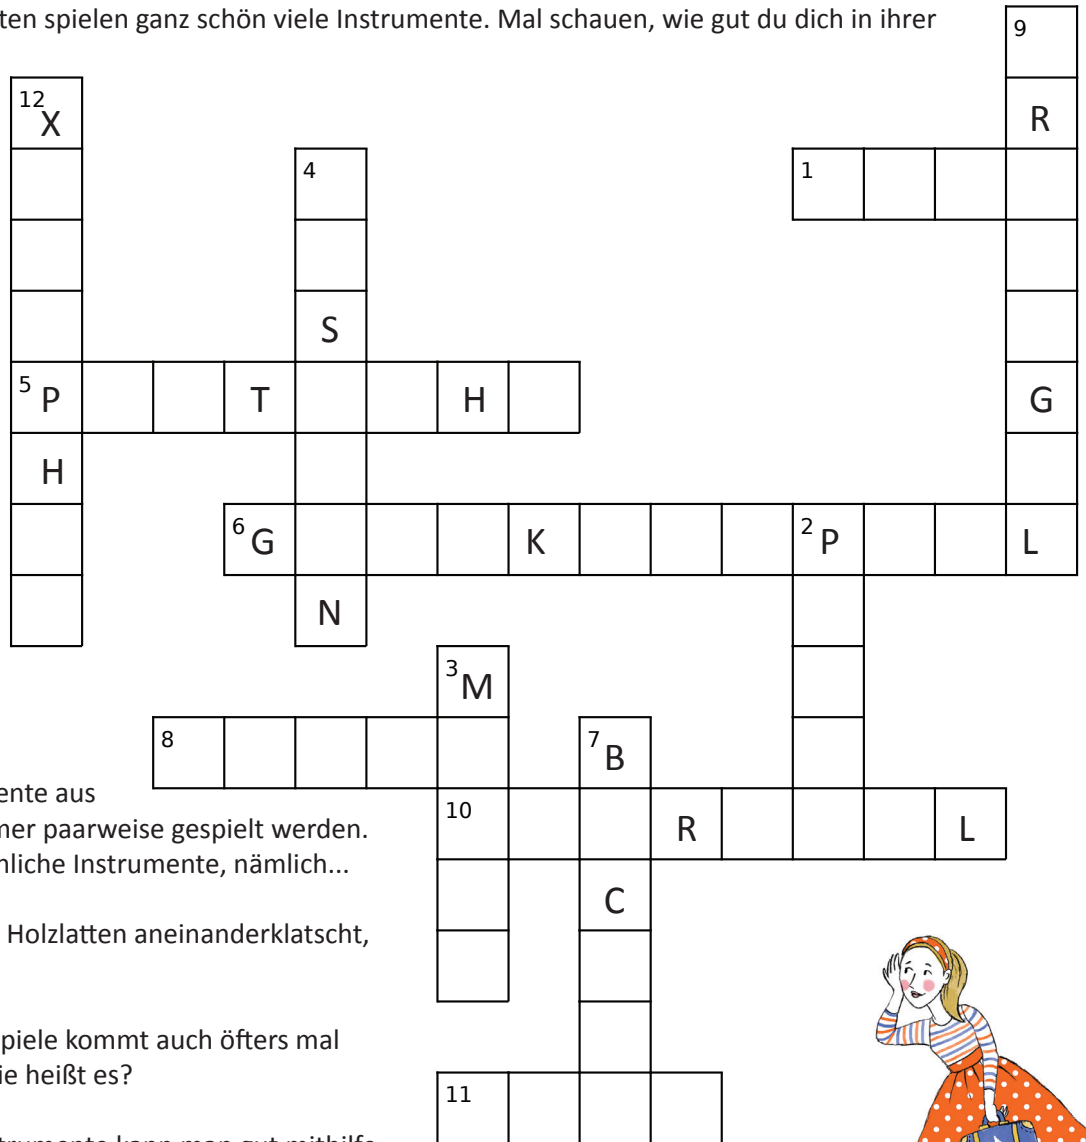 ten spielen ganz schön viele Instrumente. Mal schauen, wie gut du dich in ihrer
9
12 X
R
4
1
S
5 P T H
G
H
6 G K 2 P L
N
3 M
8
7 B
ente aus
10 R L
mer paarweise gespielt werden.
nliche Instrumente, nämlich...
C
Holzlatten aneinanderklatscht,
piele kommt auch öfters mal
ie heißt es?
11